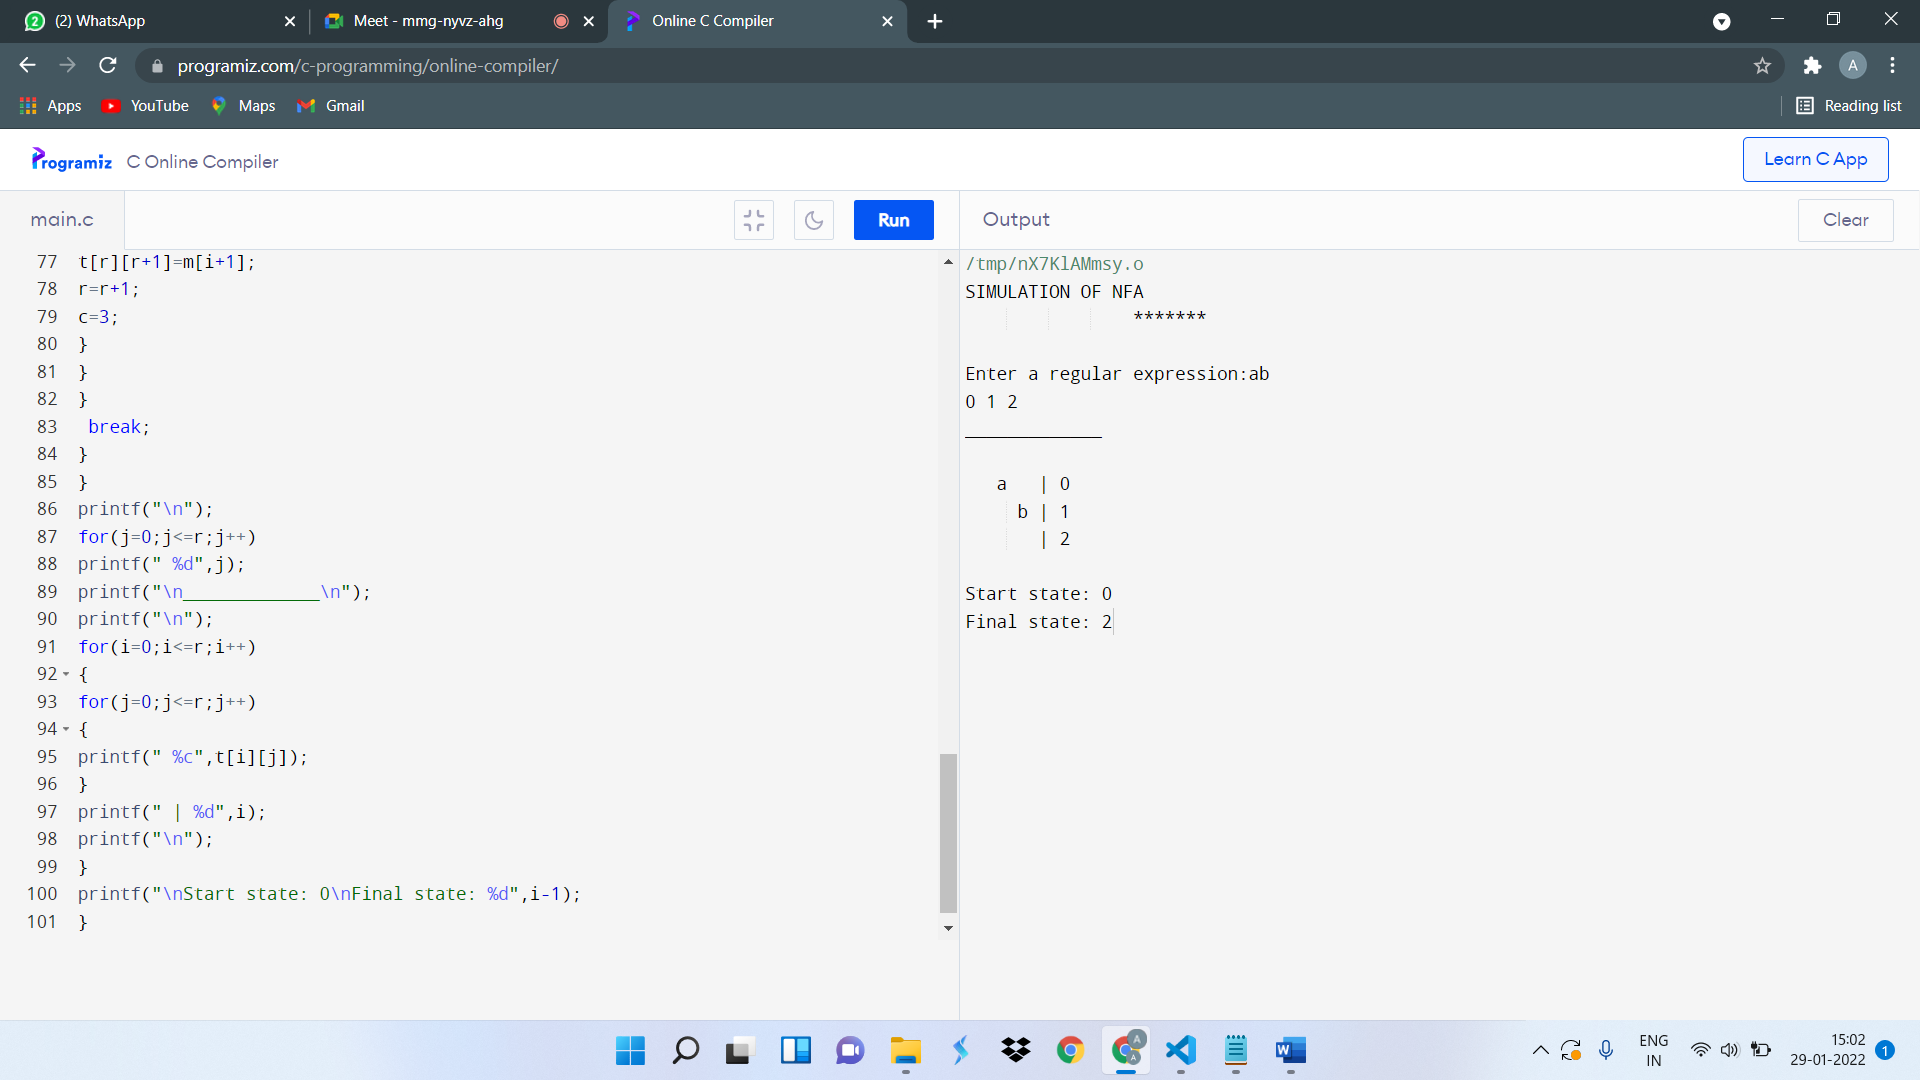 (2) WhatsApp
Meet - mmg-nyvz-ahg
Online C Compiler
programiz.com/c-programming/online-compiler/
A
Apps
YouTube
Maps
Gmail
Reading list
Programiz
C Online Compiler
Learn C App
main.c
Run
Output
Clear
77 t[r][r+1]=m[i+1];
78 r=r+1;
79 c=3;
80 }
81 }
82 }
83 break;
84 }
85 }
86 printf("\n");
87 for(j=0;j<=r;j++)
88 printf(" %d",j);
89 printf("\n_____________\n");
90 printf("\n");
91 for(i=0;i<=r;i++)
92 {
93 for(j=0;j<=r;j++)
94 {
95 printf(" %c",t[i][j]);
96 }
97 printf(" | %d",i);
98 printf("\n");
99 }
100 printf("\nStart state: 0\nFinal state: %d",i-1);
101 }
/tmp/nX7KlAMmsy.o
SIMULATION OF NFA
*******
Enter a regular expression:ab
0 1 2
_____________
a | 0
b | 1
| 2
Start state: 0
Final state: 2
ENG
IN
15:02
29-01-2022
1